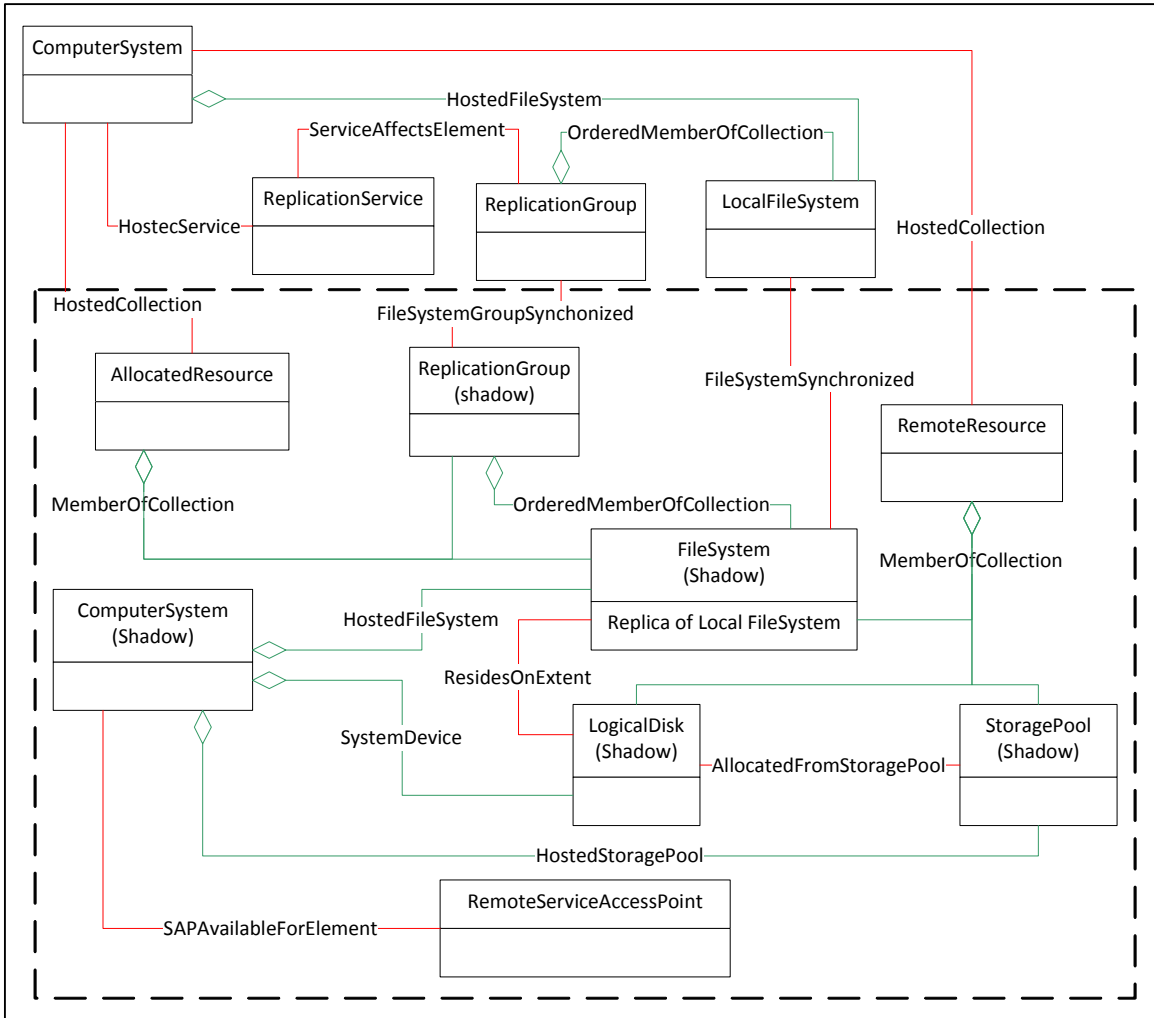 ComputerSystem
HostedFileSystem
ServiceAffectsElement
OrderedMemberOfCollection
ReplicationService
ReplicationGroup
LocalFileSystem
HostecService
HostedCollection
HostedCollection
FileSystemGroupSynchonized
AllocatedResource
ReplicationGroup
(shadow)
FileSystemSynchronized
RemoteResource
MemberOfCollection
OrderedMemberOfCollection
FileSystem
(Shadow)
MemberOfCollection
ComputerSystem
(Shadow)
HostedFileSystem
Replica of Local FileSystem
ResidesOnExtent
LogicalDisk
(Shadow)
StoragePool
(Shadow)
SystemDevice
AllocatedFromStoragePool
HostedStoragePool
RemoteServiceAccessPoint
SAPAvailableForElement